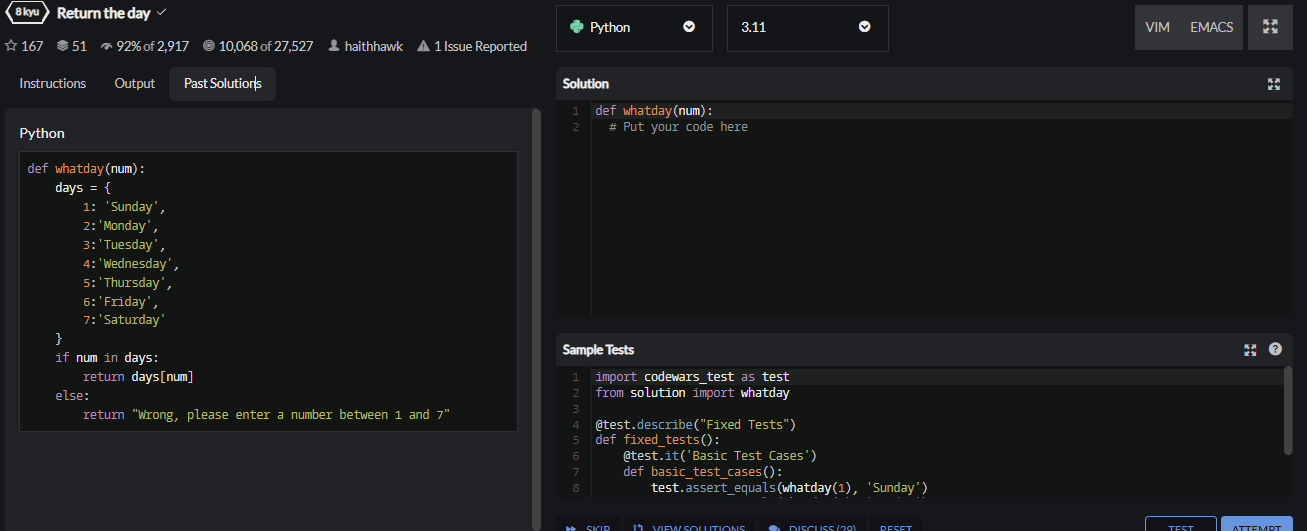 8 kyu Return the day
167 51 92% of 2,917 10,068 of 27,527 haithhawk 1 Issue Reported
Instructions Output Past Solutions
Python
def whatday(num):
    days = {
        1: 'Sunday',
        2:'Monday',
        3:'Tuesday',
        4:'Wednesday',
        5:'Thursday',
        6:'Friday',
        7:'Saturday'
    }
    if num in days:
        return days[num]
    else:
        return "Wrong, please enter a number between 1 and 7"
Python 3.11 VIM EMACS
Solution
1 def whatday(num):
2   # Put your code here
Sample Tests
1 import codewars_test as test
2 from solution import whatday
3
4 @test.describe("Fixed Tests")
5 def fixed_tests():
6     @test.it('Basic Test Cases')
7     def basic_test_cases():
8         test.assert_equals(whatday(1), 'Sunday')
SKIP VIEW SOLUTIONS DISCUSS (29) RESET TEST ATTEMPT